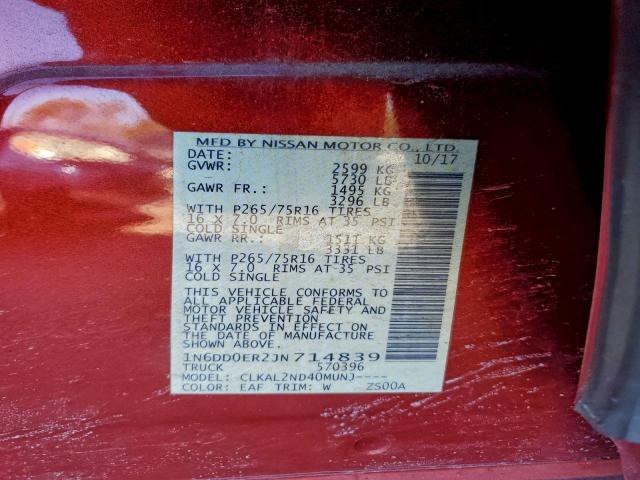 MFD BY NISSAN MOTOR CO., LTD.
DATE: 10/17
GVWR: 2599 KG
5730 LB
GAWR FR.: 1495 KG
3296 LB
WITH P265/75R16 TIRES
16 X 7.0 RIMS AT 35 PSI
COLD SINGLE
GAWR RR.: 1511 KG
3331 LB
WITH P265/75R16 TIRES
16 X 7.0 RIMS AT 35 PSI
COLD SINGLE
THIS VEHICLE CONFORMS TO
ALL APPLICABLE FEDERAL
MOTOR VEHICLE SAFETY AND
THEFT PREVENTION
STANDARDS IN EFFECT ON
THE DATE OF MANUFACTURE
SHOWN ABOVE.
1N6DD0ER2JN714839
TRUCK 570396
MODEL: CLKAL2ND40MUNJ----
COLOR: EAF TRIM: W ZS00A